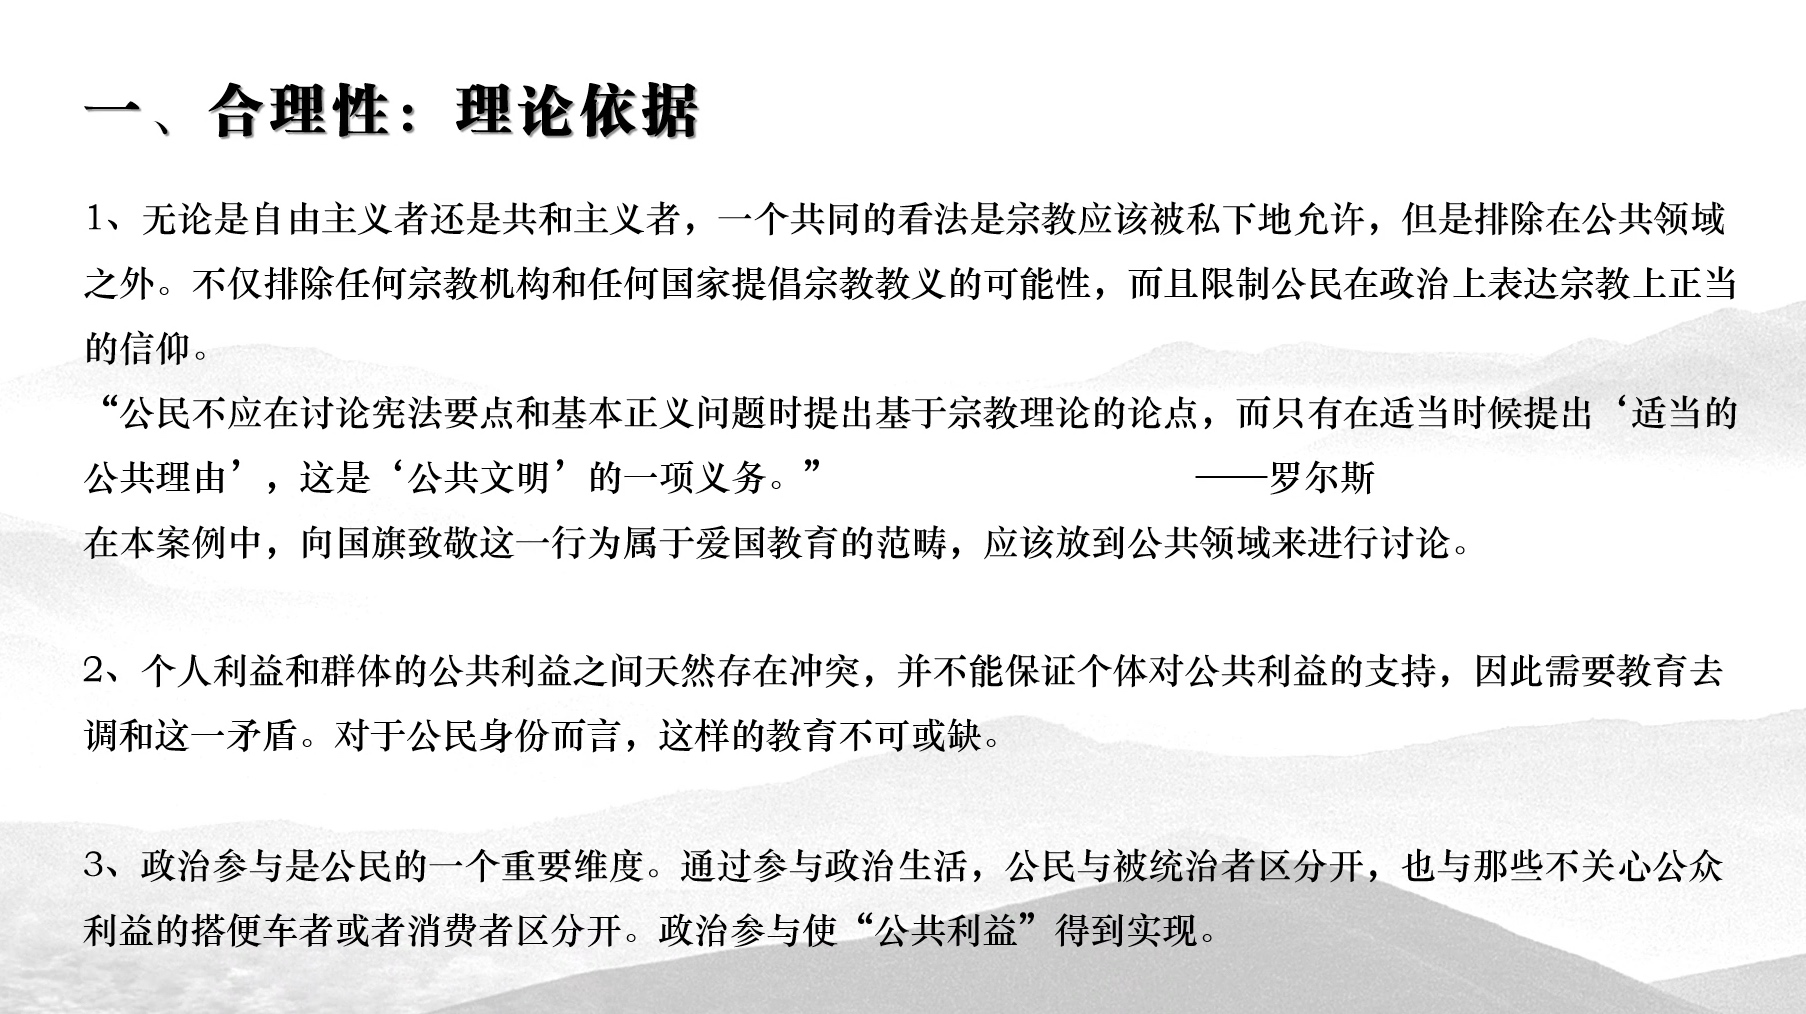 一、合理性：理论依据
1、无论是自由主义者还是共和主义者，一个共同的看法是宗教应该被私下地允许，但是排除在公共领域
之外。不仅排除任何宗教机构和任何国家提倡宗教教义的可能性，而且限制公民在政治上表达宗教上正当
的信仰。
“公民不应在讨论宪法要点和基本正义问题时提出基于宗教理论的论点，而只有在适当时候提出‘适当的
公共理由’，这是‘公共文明’的一项义务。” ——罗尔斯
在本案例中，向国旗致敬这一行为属于爱国教育的范畴，应该放到公共领域来进行讨论。
2、个人利益和群体的公共利益之间天然存在冲突，并不能保证个体对公共利益的支持，因此需要教育去
调和这一矛盾。对于公民身份而言，这样的教育不可或缺。
3、政治参与是公民的一个重要维度。通过参与政治生活，公民与被统治者区分开，也与那些不关心公众
利益的搭便车者或者消费者区分开。政治参与使“公共利益”得到实现。